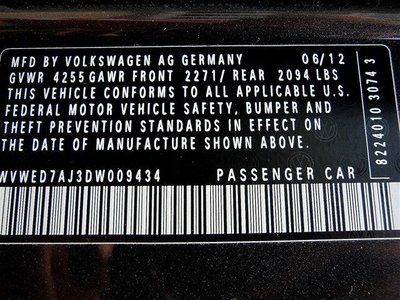 MFD BY VOLKSWAGEN AG GERMANY 06/12
GVWR 4255 GAWR FRONT 2271/ REAR 2094 LBS
THIS VEHICLE CONFORMS TO ALL APPLICABLE U.S.
FEDERAL MOTOR VEHICLE SAFETY, BUMPER AND
THEFT PREVENTION STANDARDS IN EFFECT ON
THE DATE OF MANUFACTURE SHOWN ABOVE.
WVWED7AJ3DW009434 PASSENGER CAR
8224010 3074 3